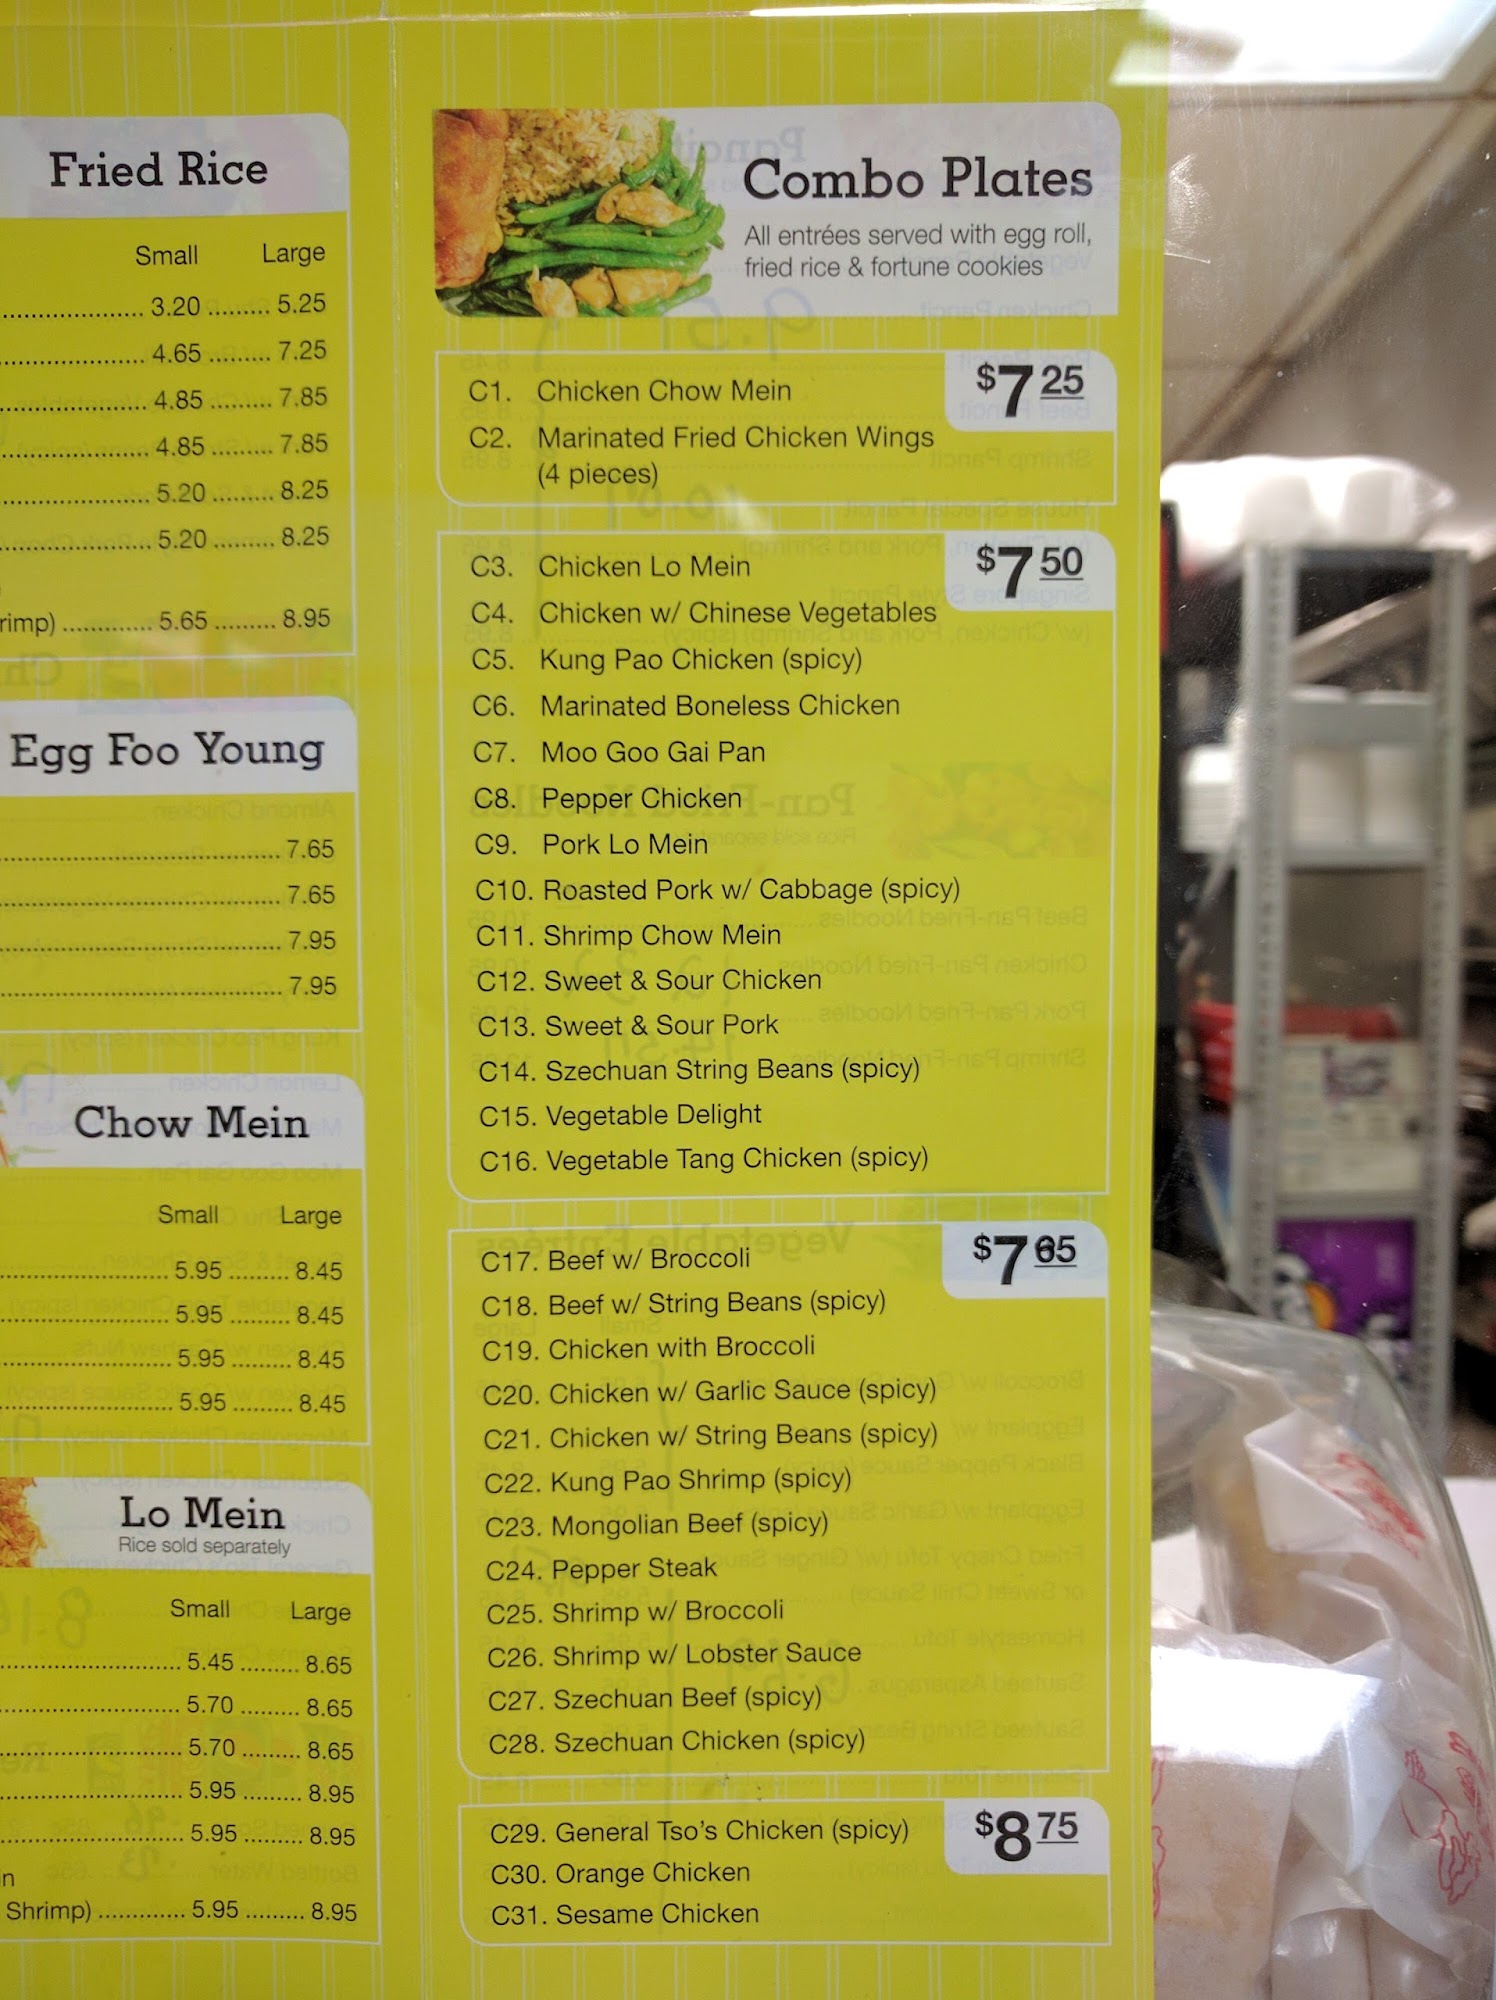 Fried Rice
Small Large
3.20 ......... 5.25
4.65 ......... 7.25
4.85 ......... 7.85
4.85 ......... 7.85
5.20 ......... 8.25
5.20 ......... 8.25
rimp) ............. 5.65 ......... 8.95
Egg Foo Young
7.65
7.65
7.95
7.95
Chow Mein
Small Large
5.95 ......... 8.45
5.95 ......... 8.45
5.95 ......... 8.45
5.95 ......... 8.45
Lo Mein
Rice sold separately
Small Large
5.45 ......... 8.65
5.70 ......... 8.65
5.70 ......... 8.65
5.95 ......... 8.95
5.95 ......... 8.95
n
Shrimp) ............. 5.95 ......... 8.95
Combo Plates
All entrées served with egg roll,
fried rice & fortune cookies
$7 25
C1. Chicken Chow Mein
C2. Marinated Fried Chicken Wings
(4 pieces)
$7 50
C3. Chicken Lo Mein
C4. Chicken w/ Chinese Vegetables
C5. Kung Pao Chicken (spicy)
C6. Marinated Boneless Chicken
C7. Moo Goo Gai Pan
C8. Pepper Chicken
C9. Pork Lo Mein
C10. Roasted Pork w/ Cabbage (spicy)
C11. Shrimp Chow Mein
C12. Sweet & Sour Chicken
C13. Sweet & Sour Pork
C14. Szechuan String Beans (spicy)
C15. Vegetable Delight
C16. Vegetable Tang Chicken (spicy)
$7 65
C17. Beef w/ Broccoli
C18. Beef w/ String Beans (spicy)
C19. Chicken with Broccoli
C20. Chicken w/ Garlic Sauce (spicy)
C21. Chicken w/ String Beans (spicy)
C22. Kung Pao Shrimp (spicy)
C23. Mongolian Beef (spicy)
C24. Pepper Steak
C25. Shrimp w/ Broccoli
C26. Shrimp w/ Lobster Sauce
C27. Szechuan Beef (spicy)
C28. Szechuan Chicken (spicy)
$8 75
C29. General Tso's Chicken (spicy)
C30. Orange Chicken
C31. Sesame Chicken